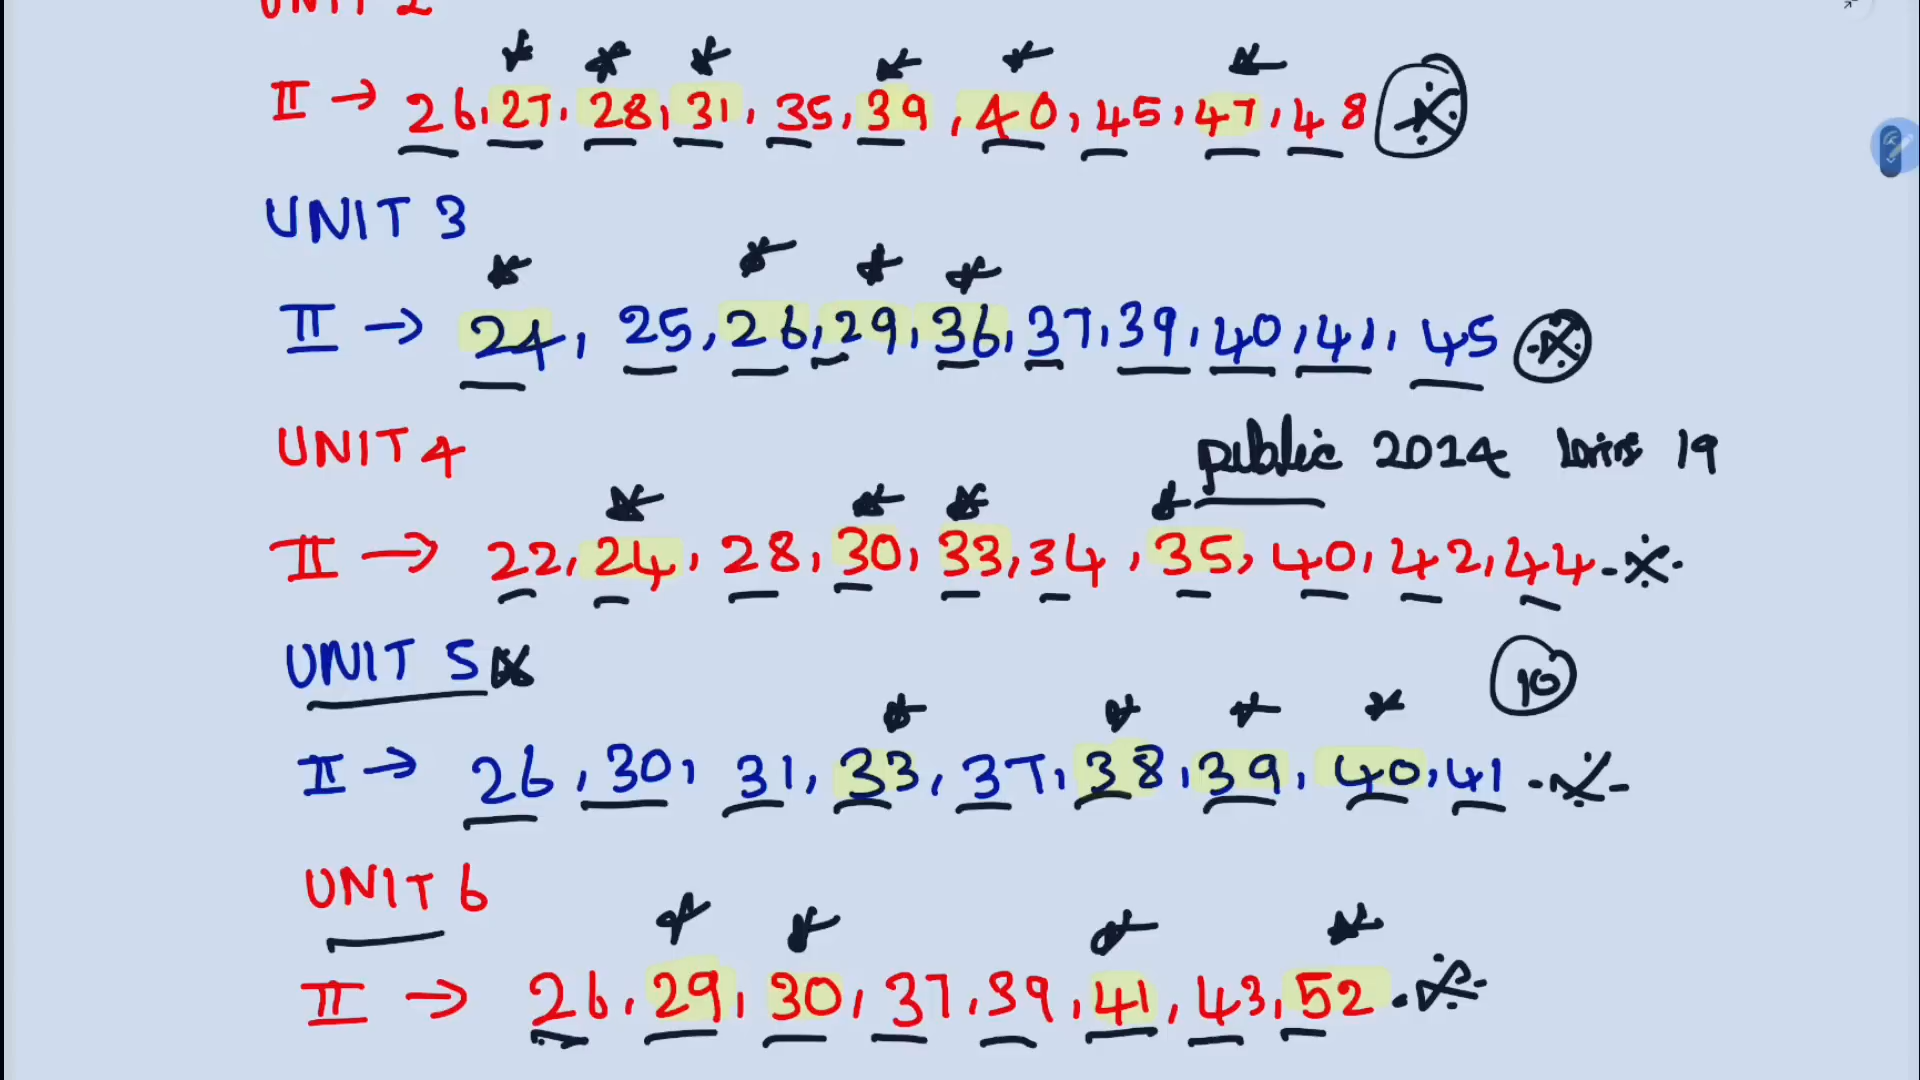 UNIT 2
II → 26, 27, 28, 31, 35, 39, 40, 45, 47, 48
UNIT 3
II → 24, 25, 26, 29, 36, 37, 39, 40, 41, 45
UNIT 4
public 2024 19
II → 22, 24, 28, 30, 33, 34, 35, 40, 42, 44
UNIT 5
10
II → 26, 30, 31, 33, 37, 38, 39, 40, 41
UNIT 6
II → 26, 29, 30, 37, 39, 41, 43, 52